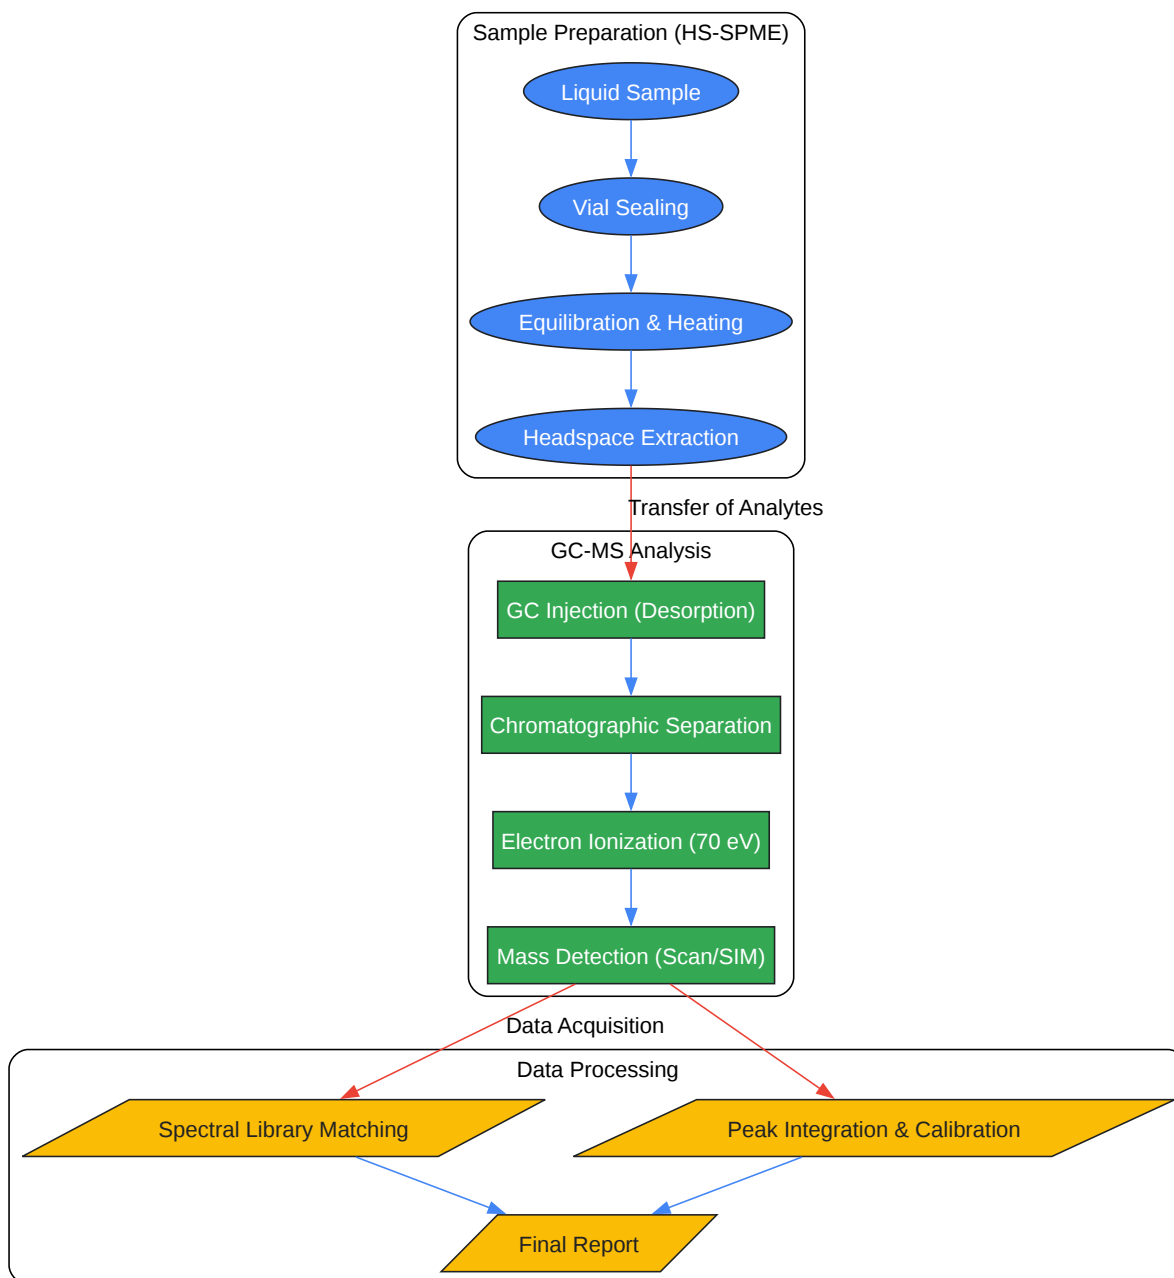 Sample Preparation (HS-SPME)
Liquid Sample
Vial Sealing
Equilibration & Heating
Headspace Extraction
Transfer of Analytes
GC-MS Analysis
GC Injection (Desorption)
Chromatographic Separation
Electron Ionization (70 eV)
Mass Detection (Scan/SIM)
Data Acquisition
Data Processing
Spectral Library Matching
Peak Integration & Calibration
Final Report